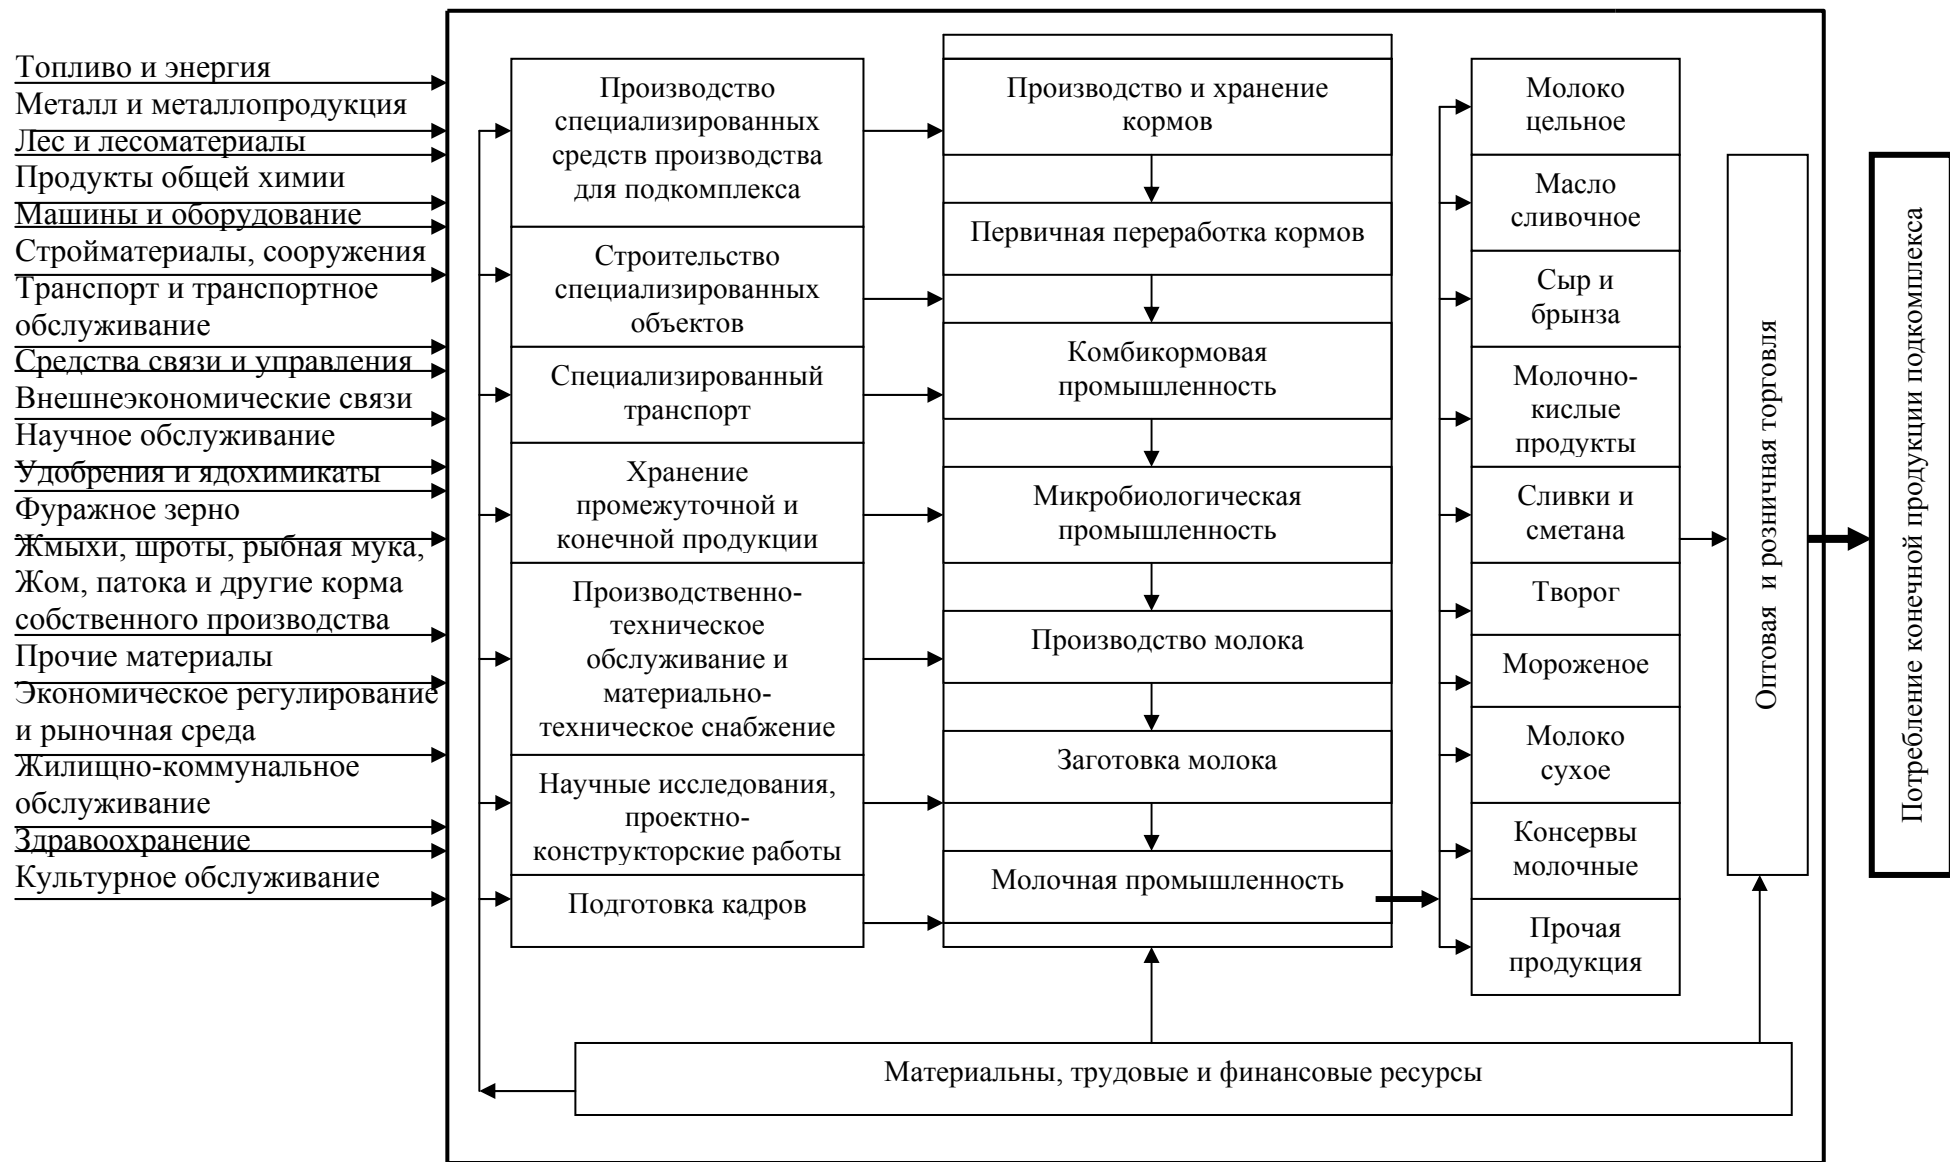 Топливо и энергия
Металл и металлопродукция
Лес и лесоматериалы
Продукты общей химии
Машины и оборудование
Стройматериалы, сооружения
Транспорт и транспортное
обслуживание
Средства связи и управления
Внешнеэкономические связи
Научное обслуживание
Удобрения и ядохимикаты
Фуражное зерно
Жмыхи, шроты, рыбная мука,
Жом, патока и другие корма
собственного производства
Прочие материалы
Экономическое регулирование
и рыночная среда
Жилищно-коммунальное
обслуживание
Здравоохранение
Культурное обслуживание
Производство
специализированных
средств производства
для подкомплекса
Строительство
специализированных
объектов
Специализированный
транспорт
Хранение
промежуточной и
конечной продукции
Производственно-
техническое
обслуживание и
материально-
техническое снабжение
Научные исследования,
проектно-
конструкторские работы
Подготовка кадров
Производство и хранение
кормов
Первичная переработка кормов
Комбикормовая
промышленность
Микробиологическая
промышленность
Производство молока
Заготовка молока
Молочная промышленность
Молоко
цельное
Масло
сливочное
Сыр и
брынза
Молочно-
кислые
продукты
Сливки и
сметана
Творог
Мороженое
Молоко
сухое
Консервы
молочные
Прочая
продукция
Оптовая и розничная торговля
Потребление конечной продукции подкомплекса
Материальны, трудовые и финансовые ресурсы